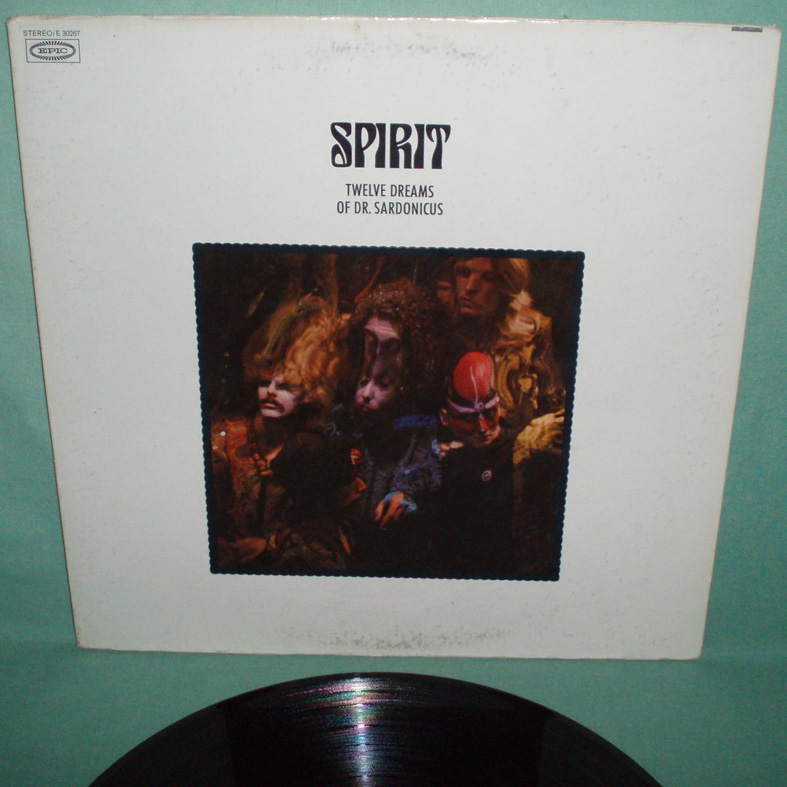 STEREO/E 30267
EPIC
SPIRIT
TWELVE DREAMS
OF DR. SARDONICUS